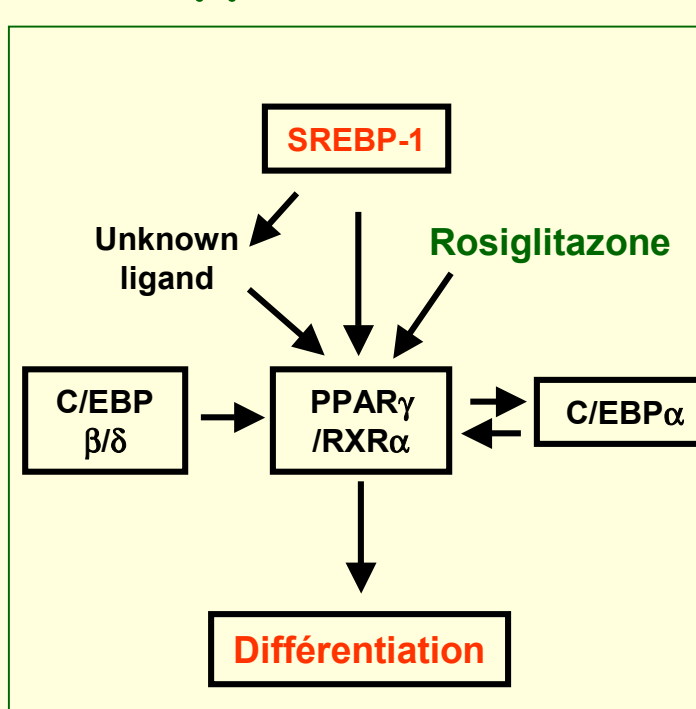 SREBP-1
Unknown
ligand
Rosiglitazone
C/EBP
β/δ
PPARγ
/RXRα
C/EBPα
Différentiation